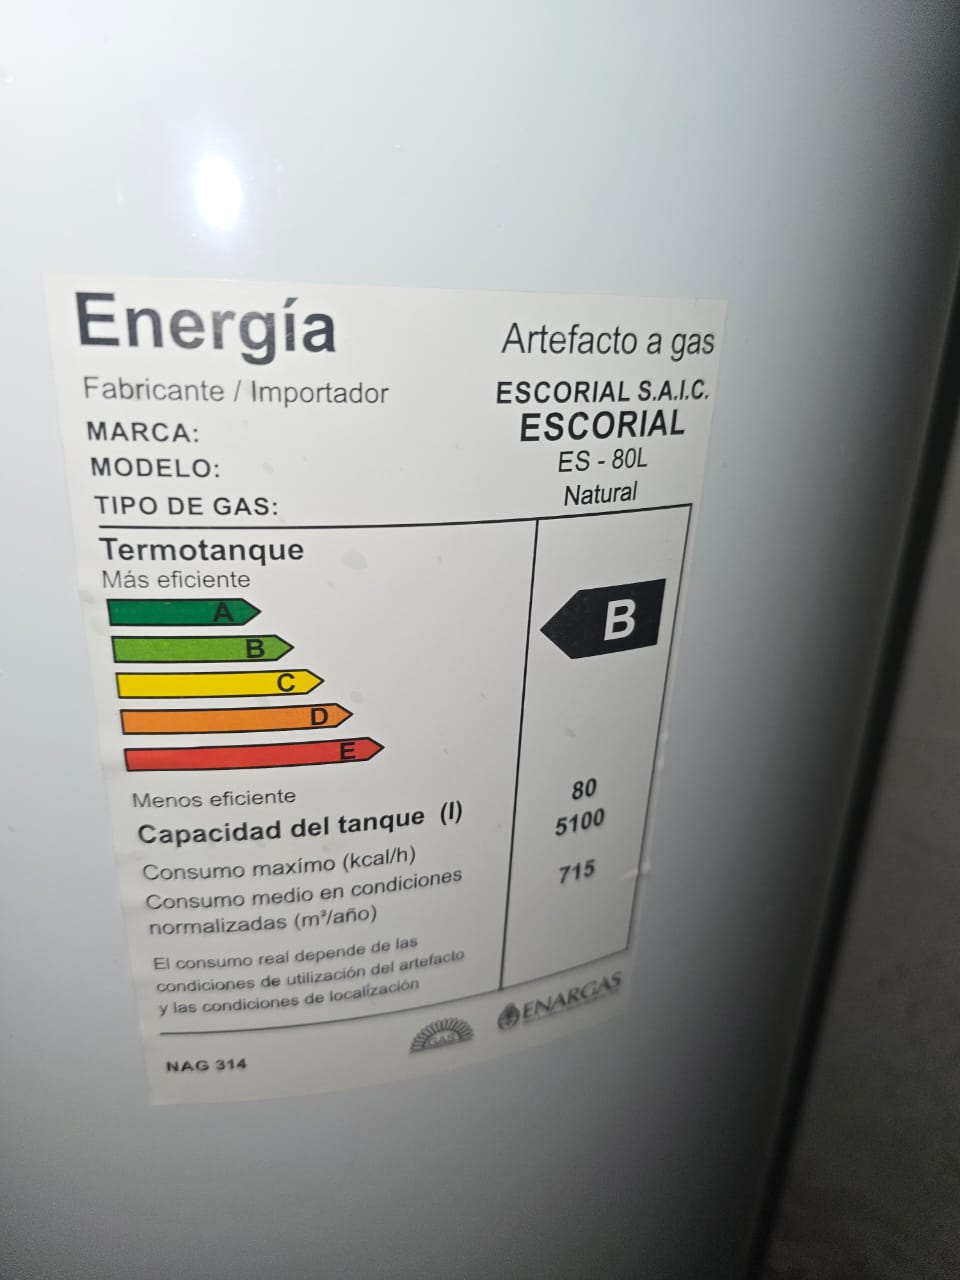 Energía
Artefacto a gas
Fabricante / Importador
ESCORIAL S.A.I.C.
MARCA:
ESCORIAL
MODELO:
ES - 80L
TIPO DE GAS:
Natural
Termotanque
Más eficiente
A
B
C
D
E
B
Menos eficiente
Capacidad del tanque (l)
80
Consumo maxímo (kcal/h)
5100
Consumo medio en condiciones
normalizadas (m³/año)
715
El consumo real depende de las
condiciones de utilización del artefacto
y las condiciones de localización
GAS
ENARGAS
NAG 314